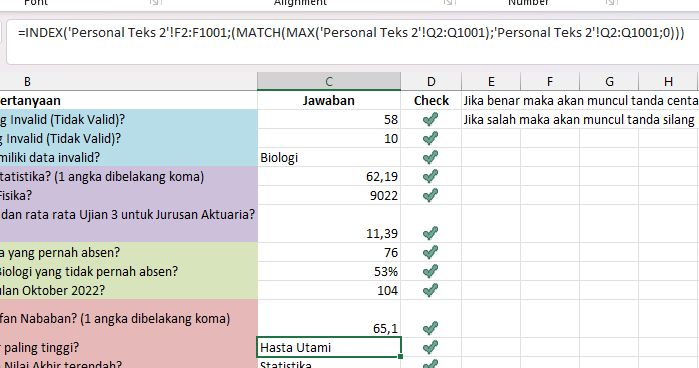 Font Alignment Number
=INDEX('Personal Teks 2'!F2:F1001;(MATCH(MAX('Personal Teks 2'!Q2:Q1001);'Personal Teks 2'!Q2:Q1001;0)))
B C D E F G H
ertanyaan Jawaban Check Jika benar maka akan muncul tanda centa
g Invalid (Tidak Valid)? 58 Jika salah maka akan muncul tanda silang
g Invalid (Tidak Valid)? 10
miliki data invalid? Biologi
tatistika? (1 angka dibelakang koma) 62,19
Fisika? 9022
dan rata rata Ujian 3 untuk Jurusan Aktuaria?
11,39
a yang pernah absen? 76
Biologi yang tidak pernah absen? 53%
ulan Oktober 2022? 104
fan Nababan? (1 angka dibelakang koma)
65,1
r paling tinggi? Hasta Utami
Nilai Akhir terendah? Statistika